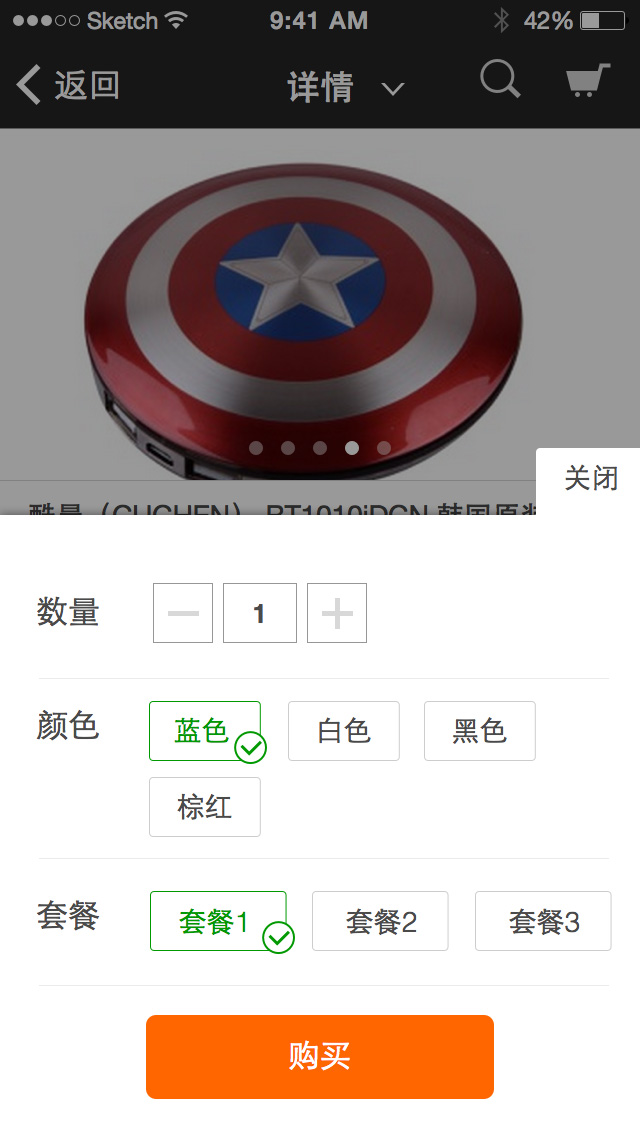 Sketch 9:41 AM 42%
返回 详情
关闭
酷晨（CUCHEN） RT1010iDCN 韩国原装
数量 1
颜色 蓝色 白色 黑色
棕红
套餐 套餐1 套餐2 套餐3
购买